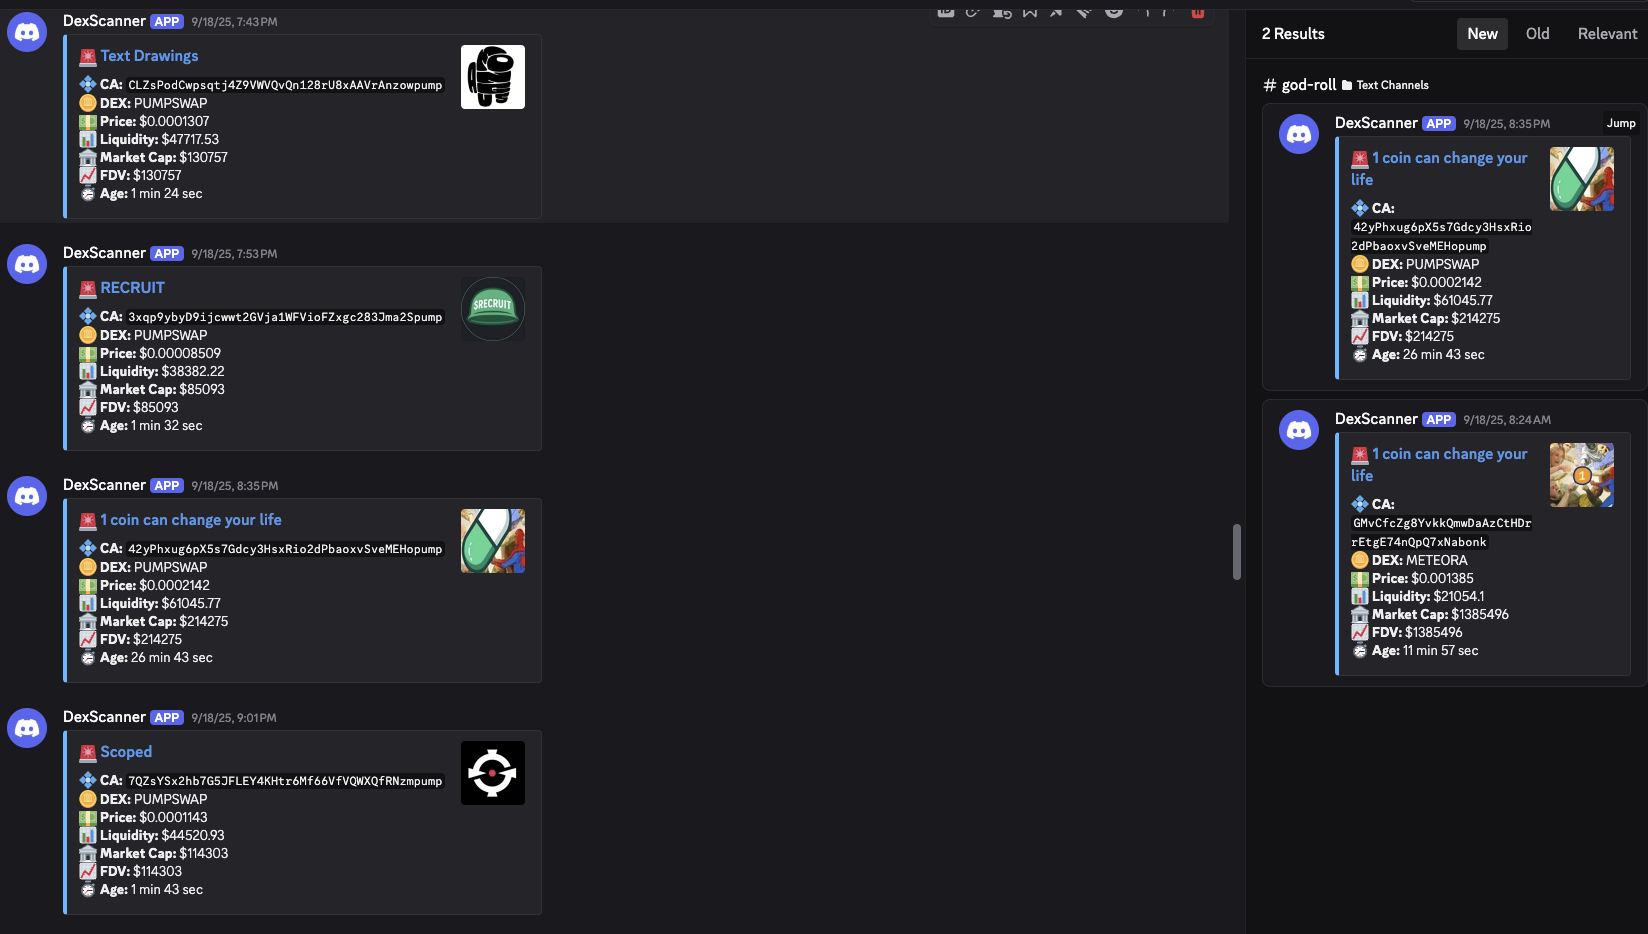 DexScanner APP 9/18/25, 7:43 PM
Text Drawings
CA: CLZsPodCwpsqtj4Z9VWVQvQn128rU8xAAVrAnzowpump
DEX: PUMPSWAP
Price: $0.0001307
Liquidity: $47717.53
Market Cap: $130757
FDV: $130757
Age: 1 min 24 sec
DexScanner APP 9/18/25, 7:53 PM
RECRUIT
$RECRUIT
CA: 3xqp9ybyD9ijcwwt2GVja1WFVioFZxgc283Jma2Spump
DEX: PUMPSWAP
Price: $0.00008509
Liquidity: $38382.22
Market Cap: $85093
FDV: $85093
Age: 1 min 32 sec
DexScanner APP 9/18/25, 8:35 PM
1 coin can change your life
CA: 42yPhxug6pX5s7Gdcy3HsxRio2dPbaoxvSveMEHopump
DEX: PUMPSWAP
Price: $0.0002142
Liquidity: $61045.77
Market Cap: $214275
FDV: $214275
Age: 26 min 43 sec
DexScanner APP 9/18/25, 9:01 PM
Scoped
CA: 7QZsYSx2hb7G5JFLEY4KHtr6Mf66VfVQWXQfRNzmpump
DEX: PUMPSWAP
Price: $0.0001143
Liquidity: $44520.93
Market Cap: $114303
FDV: $114303
Age: 1 min 43 sec
2 Results New Old Relevant
# god-roll Text Channels
DexScanner APP 9/18/25, 8:35 PM Jump
1 coin can change your
life
CA:
42yPhxug6pX5s7Gdcy3HsxRio
2dPbaoxvSveMEHopump
DEX: PUMPSWAP
Price: $0.0002142
Liquidity: $61045.77
Market Cap: $214275
FDV: $214275
Age: 26 min 43 sec
DexScanner APP 9/18/25, 8:24 AM
1 coin can change your
life
1
CA:
GMvCfcZg8YvkkQmwDaAzCtHDr
rEtgE74nQpQ7xNabonk
DEX: METEORA
Price: $0.001385
Liquidity: $21054.1
Market Cap: $1385496
FDV: $1385496
Age: 11 min 57 sec